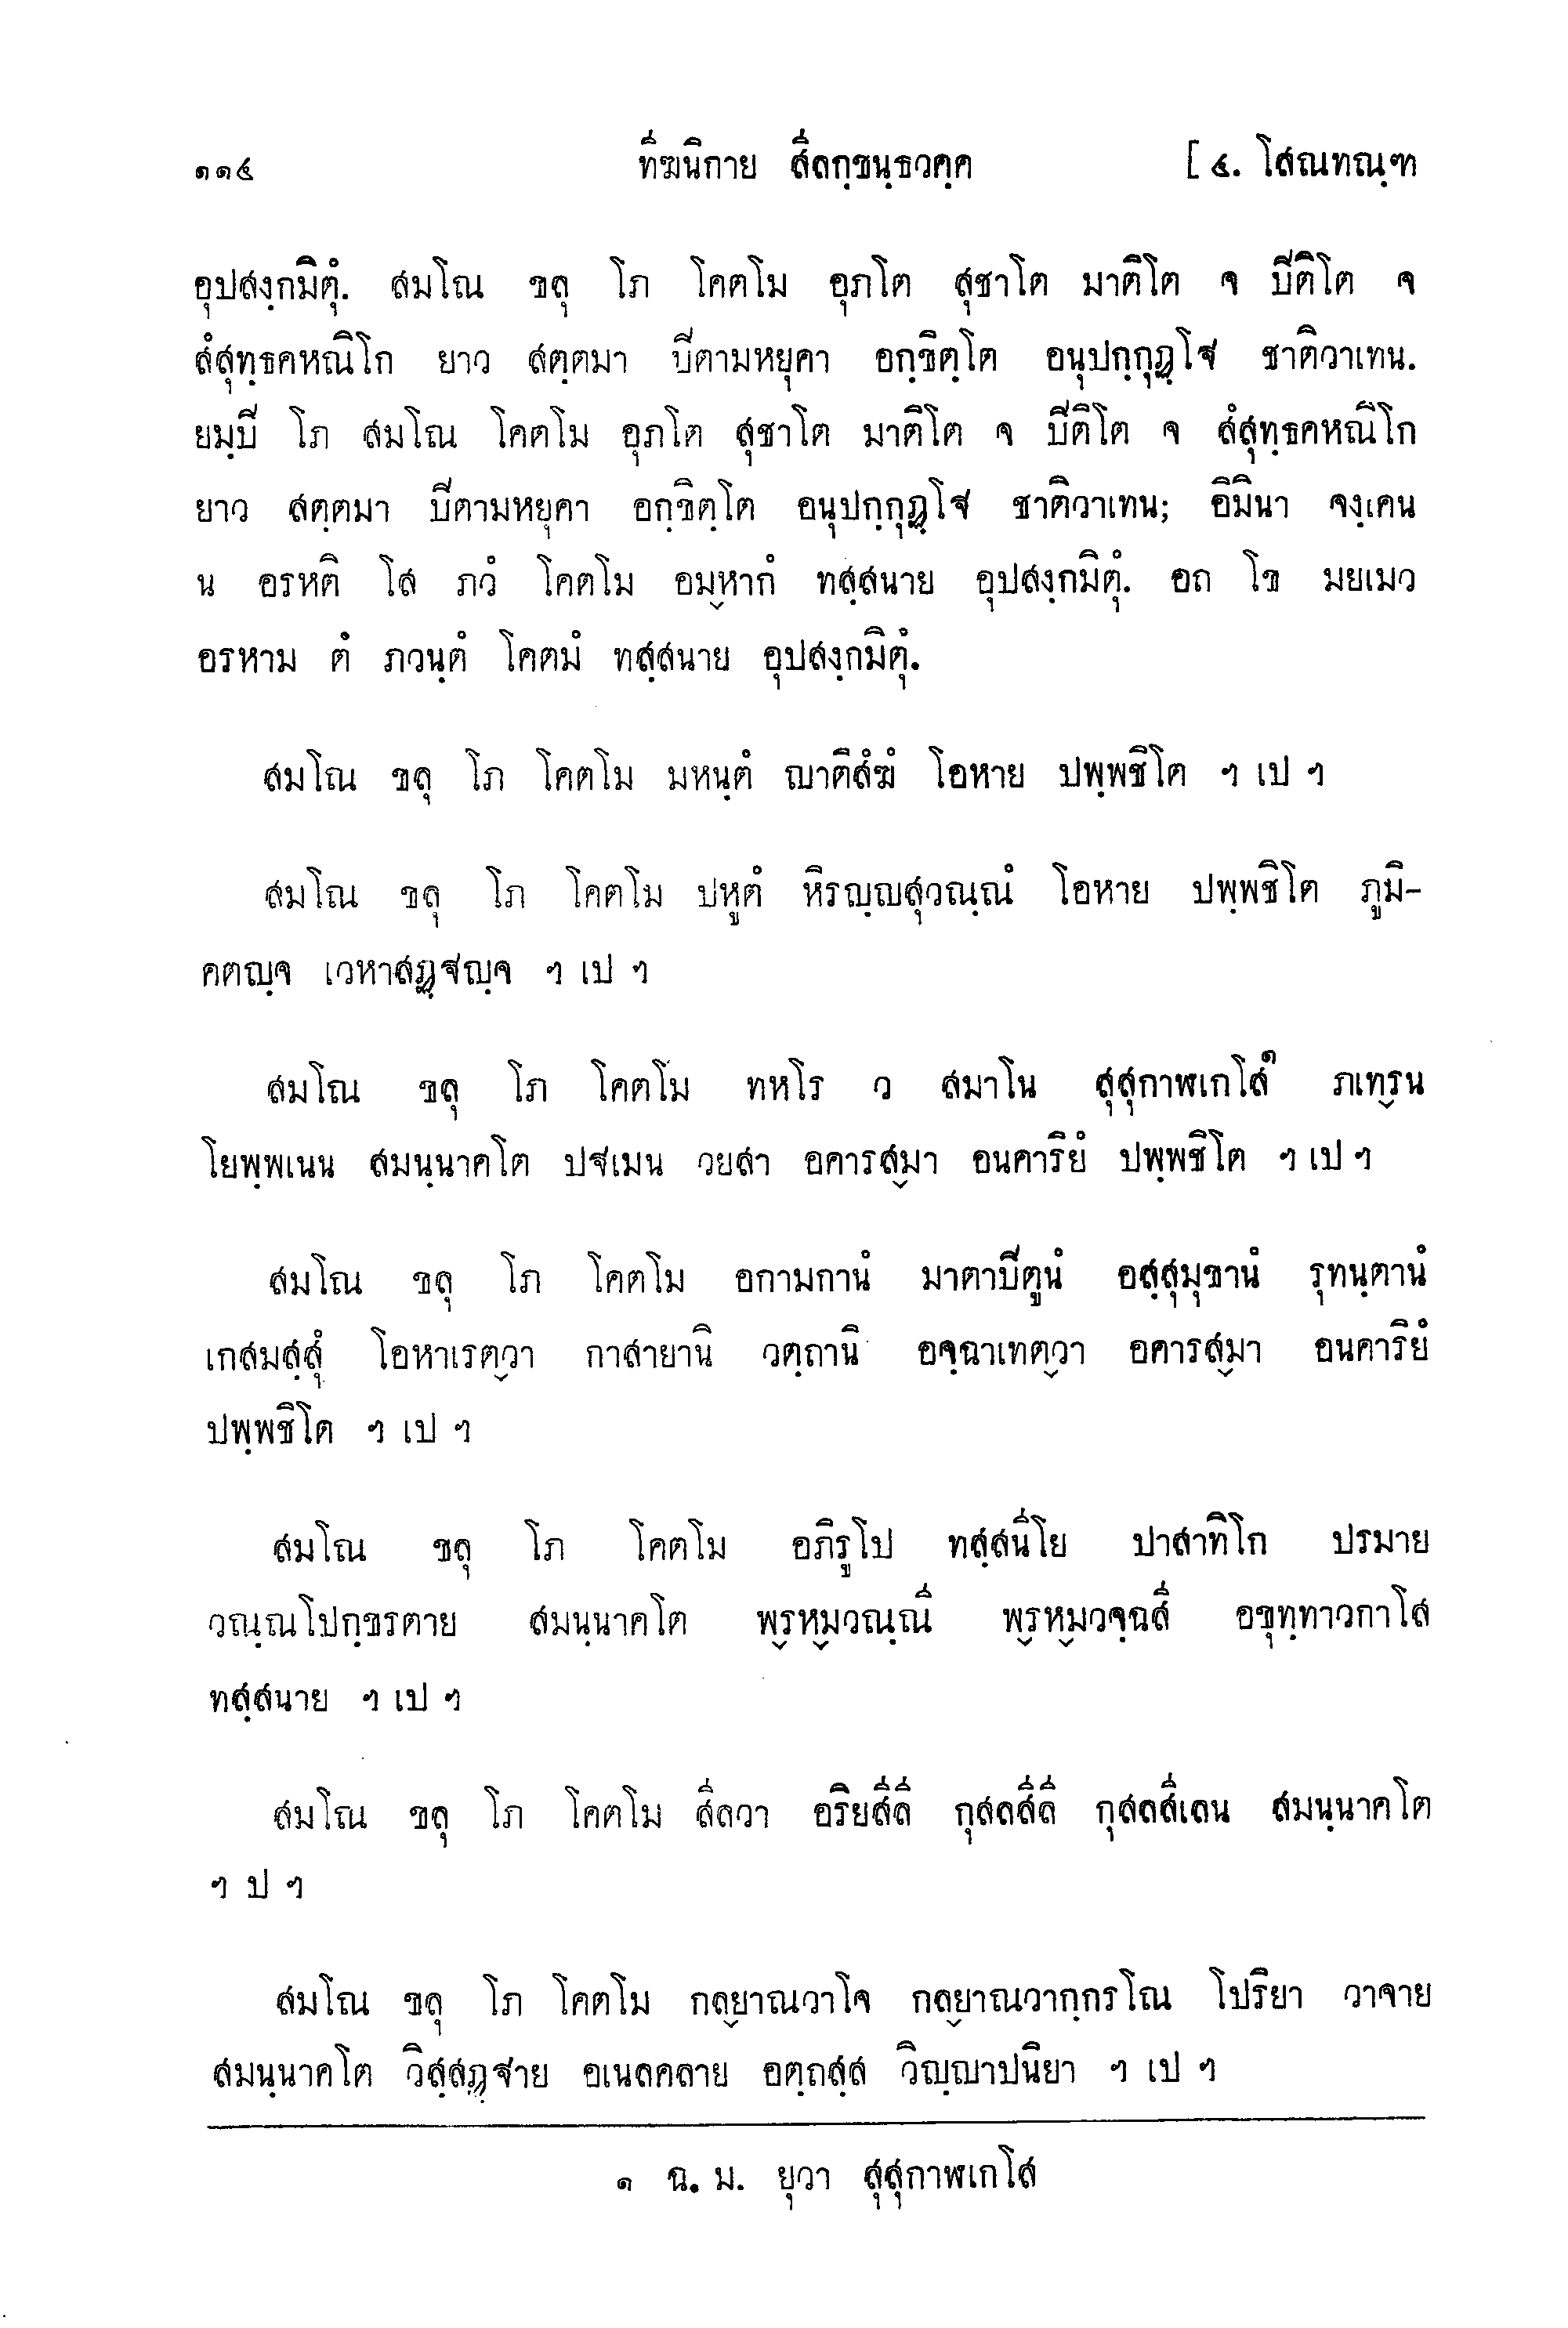 ๑๑๔ ทีฆนิกาย สีลกฺขนฺธวคฺค [ ๔. โสณทณฺฑ
อุปสงฺกมิตุํ. สมโณ ขลุ โภ โคตโม อุภโต สุชาโต มาติโต จ ปีติโต จ
สํสุทฺธคหณิโก ยาว สตฺตมา ปีตามหยุคา อกฺขิตฺโต อนุปกฺกุฏฺโฐ ชาติวาเทน.
ยมฺปี โภ สมโณ โคตโม อุภโต สุชาโต มาติโต จ ปีติโต จ สํสุทฺธคหณิโก
ยาว สตฺตมา ปีตามหยุคา อกฺขิตฺโต อนุปกฺกุฏฺโฐ ชาติวาเทน; อิมินา จงฺเคน
น อรหติ โส ภวํ โคตโม อม๎หากํ ทสฺสนาย อุปสงฺกมิตุํ. อถ โข มยเมว
อรหาม ตํ ภวนฺตํ โคตมํ ทสฺสนาย อุปสงฺกมิตุํ.
สมโณ ขลุ โภ โคตโม มหนฺตํ ญาติสํฆํ โอหาย ปพฺพชิโต ฯ เป ฯ
สมโณ ขลุ โภ โคตโม ปหูตํ หิรญฺญสุวณฺณํ โอหาย ปพฺพชิโต ภูมิ-
คตญฺจ เวหาสฏฺฐญฺจ ฯ เป ฯ
สมโณ ขลุ โภ โคตโม ทหโร ว สมาโน สุสุกาฬเกโส๑ ภเทร๎น
โยพฺพเนน สมนฺนาคโต ปฐเมน วยสา อคารสม๎า อนคาริยํ ปพฺพชิโต ฯ เป ฯ
สมโณ ขลุ โภ โคตโม อกามกานํ มาตาปีตูนํ อสฺสุมุขานํ รุทนฺตานํ
เกสมสฺสุํ โอหาเรต๎วา กาสายานิ วตฺถานิ อจฺฉาเทต๎วา อคารส๎มา อนคาริยํ
ปพฺพชิโต ฯ เป ฯ
สมโณ ขลุ โภ โคตโม อภิรูโป ทสฺสนีโย ปาสาทิโก ปรมาย
วณฺณโปกฺขรตาย สมนฺนาคโต พร๎หม๎วณฺณี พร๎หม๎วจฺฉสี อขุทฺทาวกาโส
ทสฺสนาย ฯ เป ฯ
สมโณ ขลุ โภ โคตโม สีลวา อริยสีลี กุสลสีลี กุสลสีเลน สมนฺนาคโต
ฯ ป ฯ
สมโณ ขลุ โภ โคตโม กล๎ยาณวาโจ กล๎ยาณวากฺกรโณ โปริยา วาจาย
สมนฺนาคโต วิสฺสฏฺฐาย อเนลคลาย อตฺถสฺส วิญฺญาปนิยา ฯ เป ฯ
๑ ฉ. ม. ยุวา สุสุกาฬเกโส